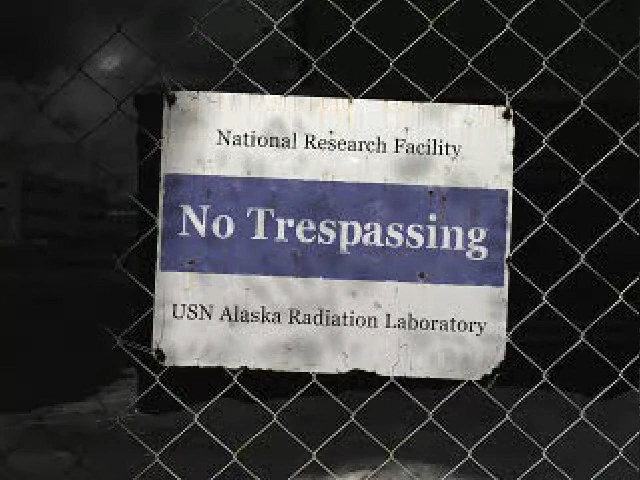 National Research Facility
No Trespassing
USN Alaska Radiation Laboratory